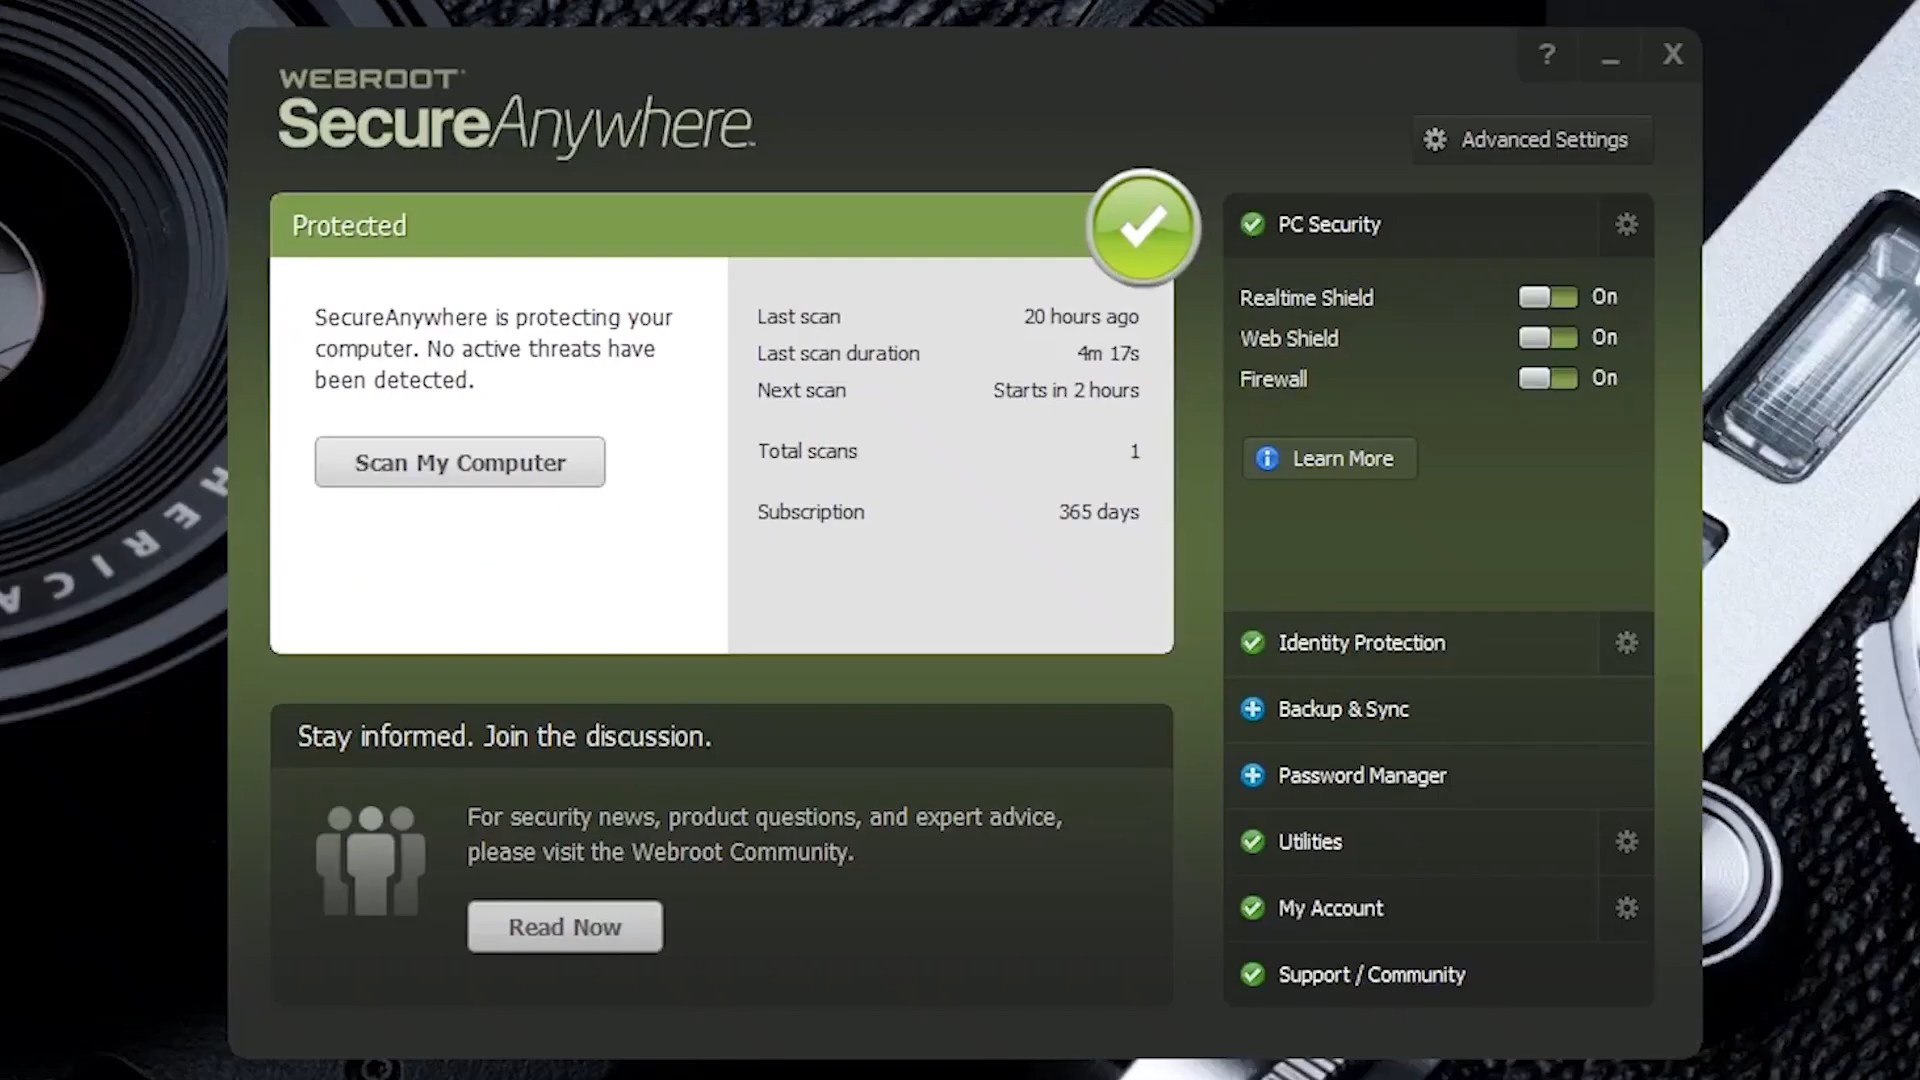 WEBROOT
SecureAnywhere
?
X
Advanced Settings
Protected
SecureAnywhere is protecting your
computer. No active threats have
been detected.
Scan My Computer
Last scan 20 hours ago
Last scan duration 4m 17s
Next scan Starts in 2 hours
Total scans 1
Subscription 365 days
PC Security
Realtime Shield On
Web Shield On
Firewall On
Learn More
Identity Protection
Backup & Sync
Password Manager
Utilities
My Account
Support / Community
Stay informed. Join the discussion.
For security news, product questions, and expert advice,
please visit the Webroot Community.
Read Now